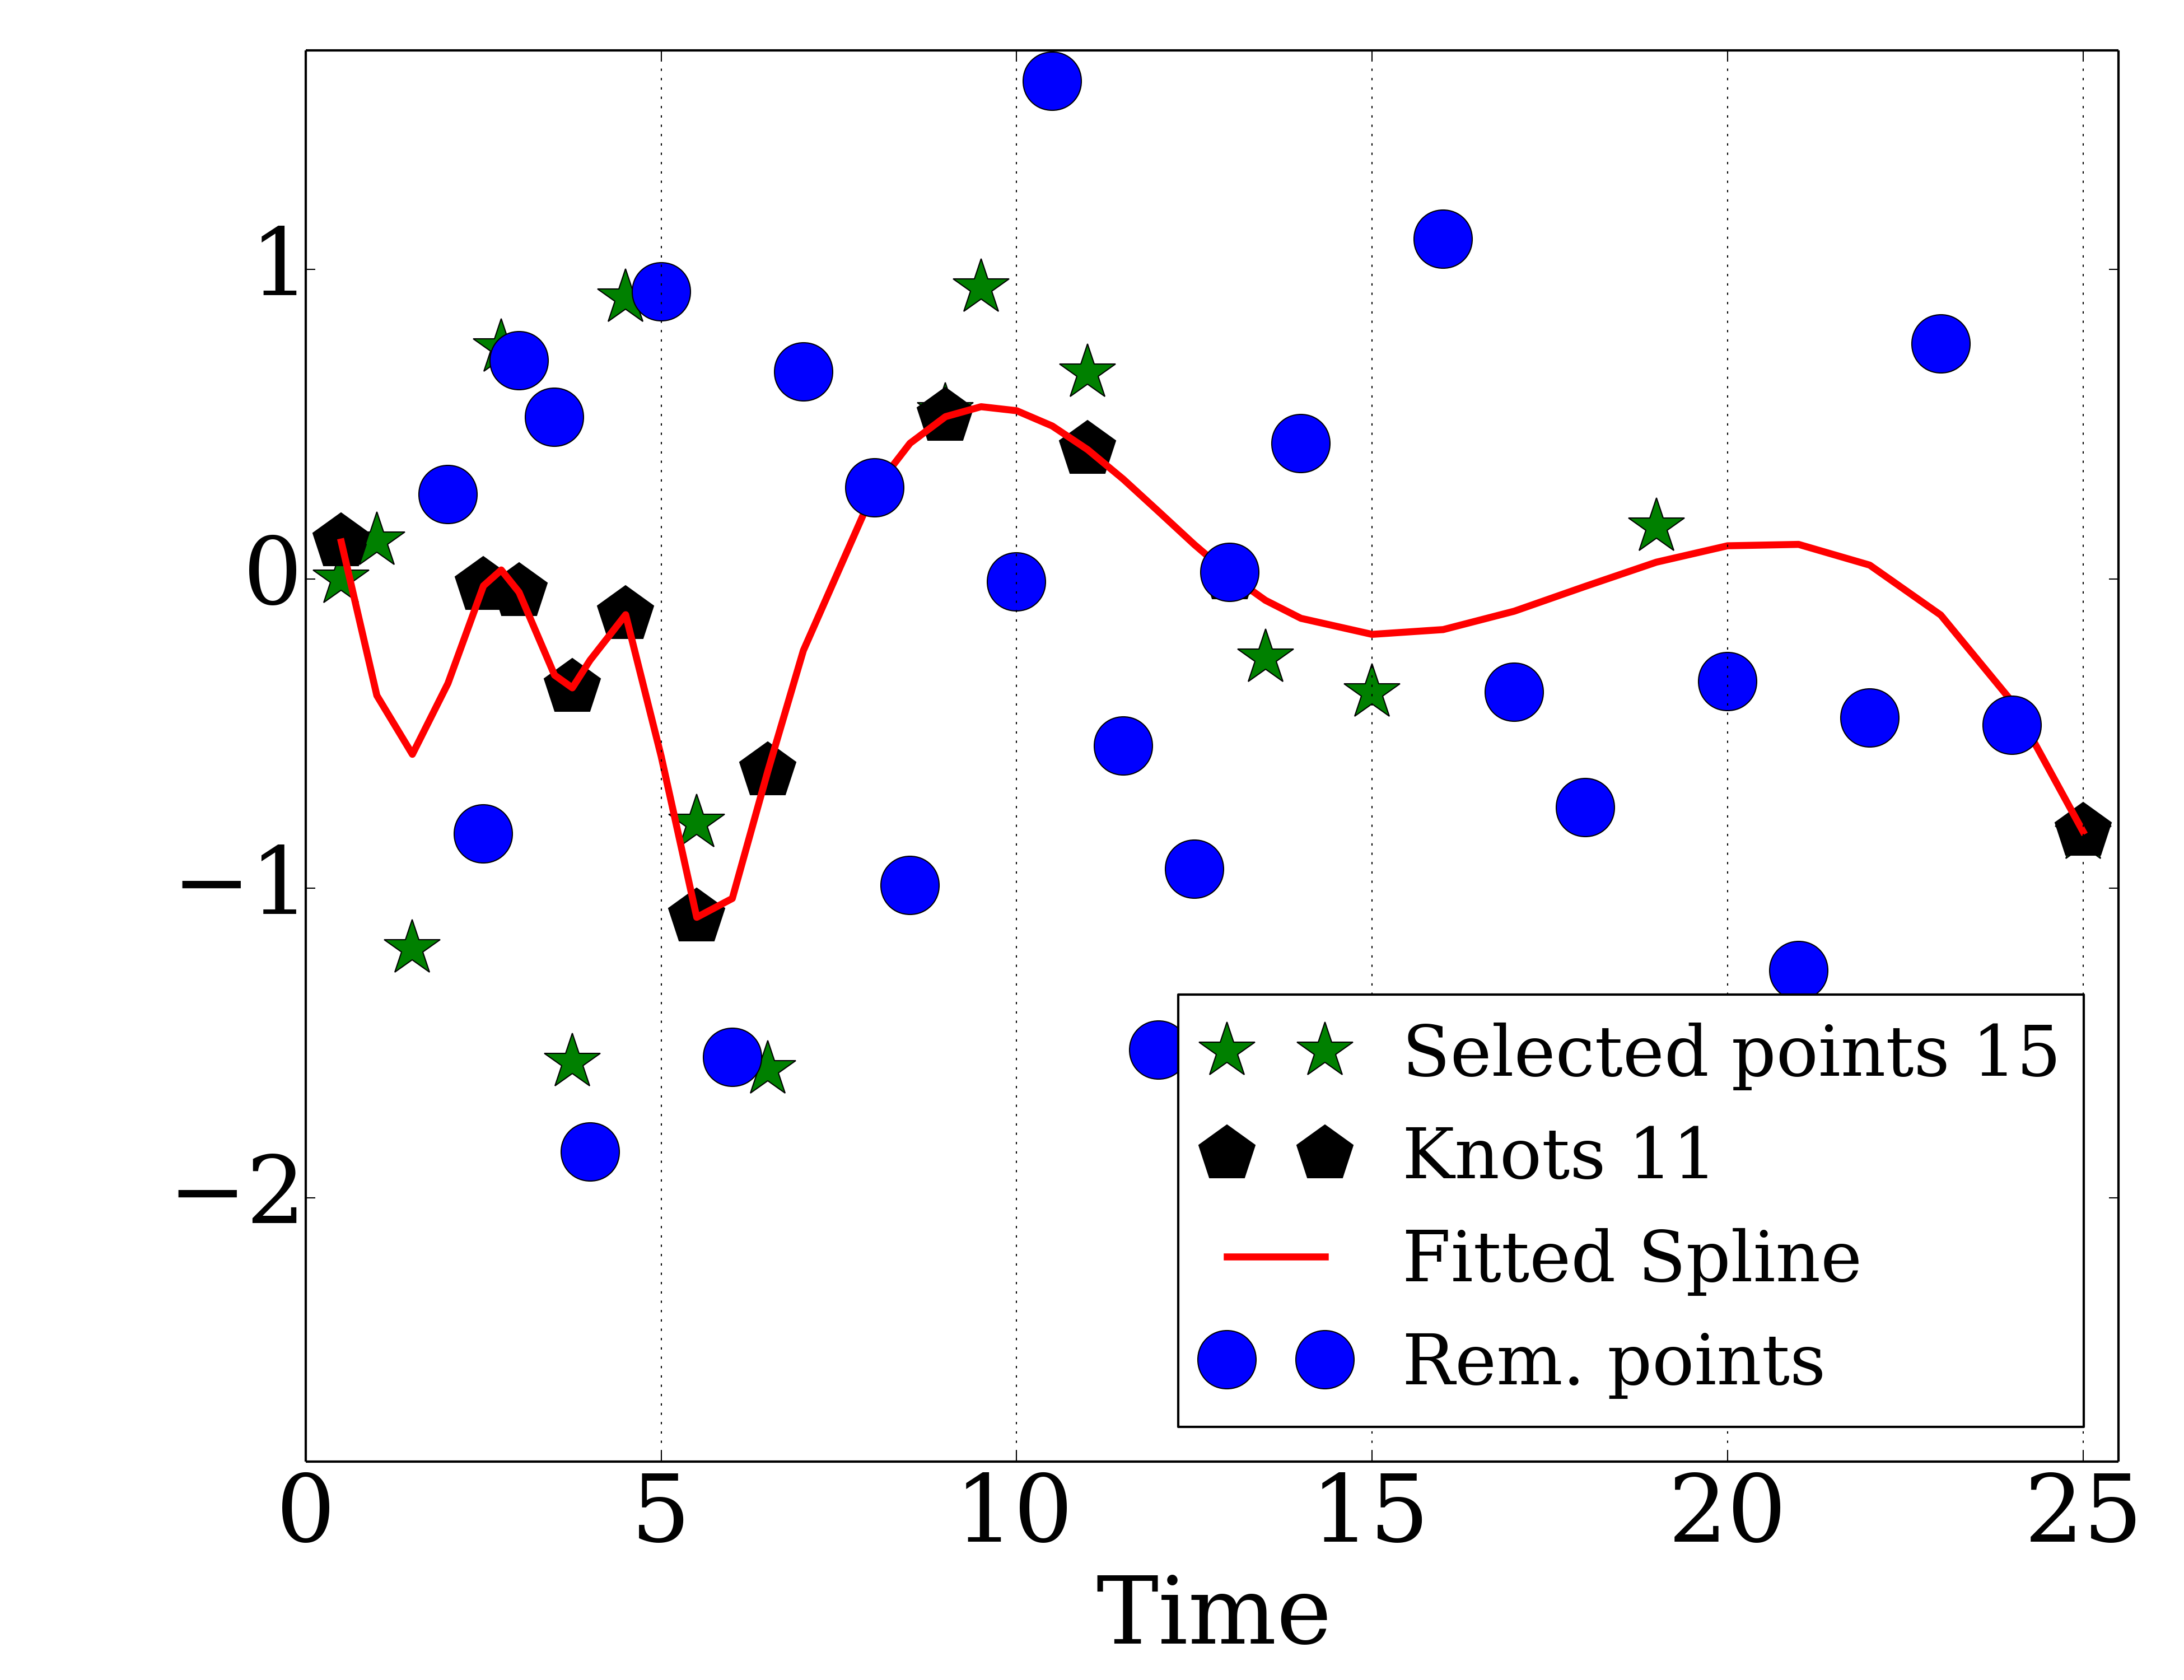 1
0
−1
−2
0 5 10 15 20 25
Time
Selected points 15
Knots 11
Fitted Spline
Rem. points